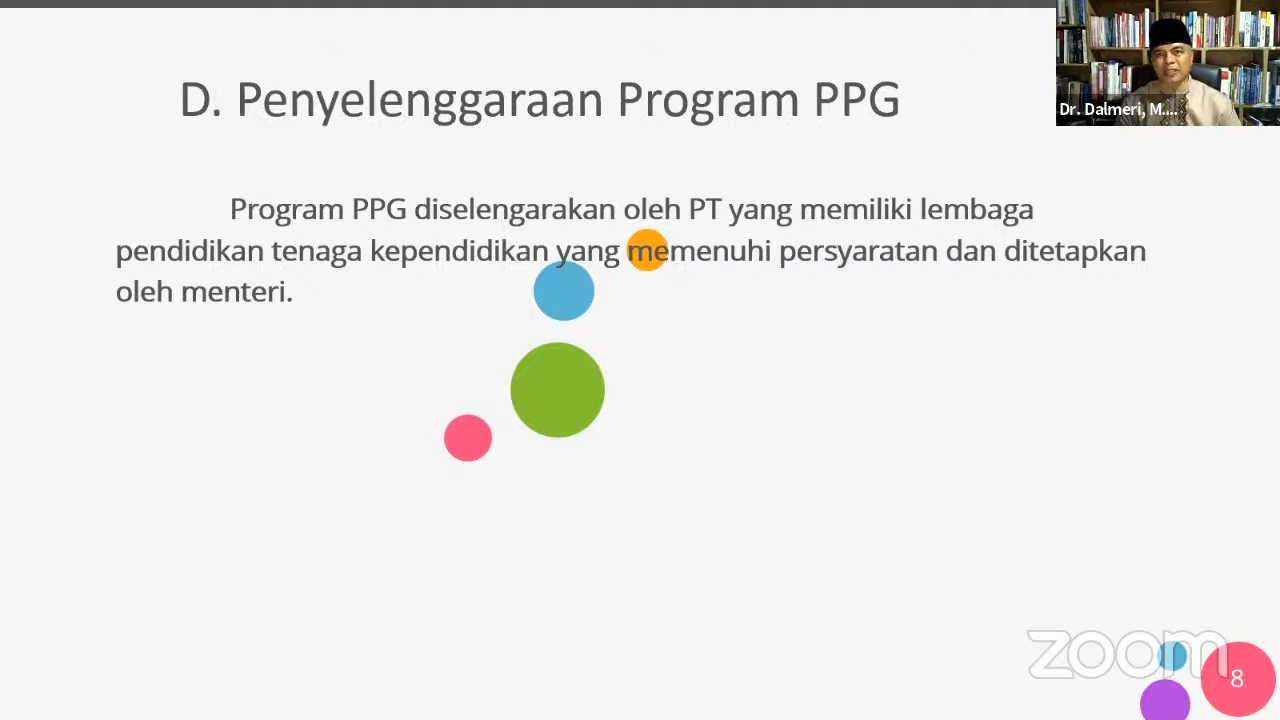 D. Penyelenggaraan Program PPG
Dr. Dalmeri, M....
Program PPG diselengarakan oleh PT yang memiliki lembaga
pendidikan tenaga kependidikan yang memenuhi persyaratan dan ditetapkan
oleh menteri.
zoom
8